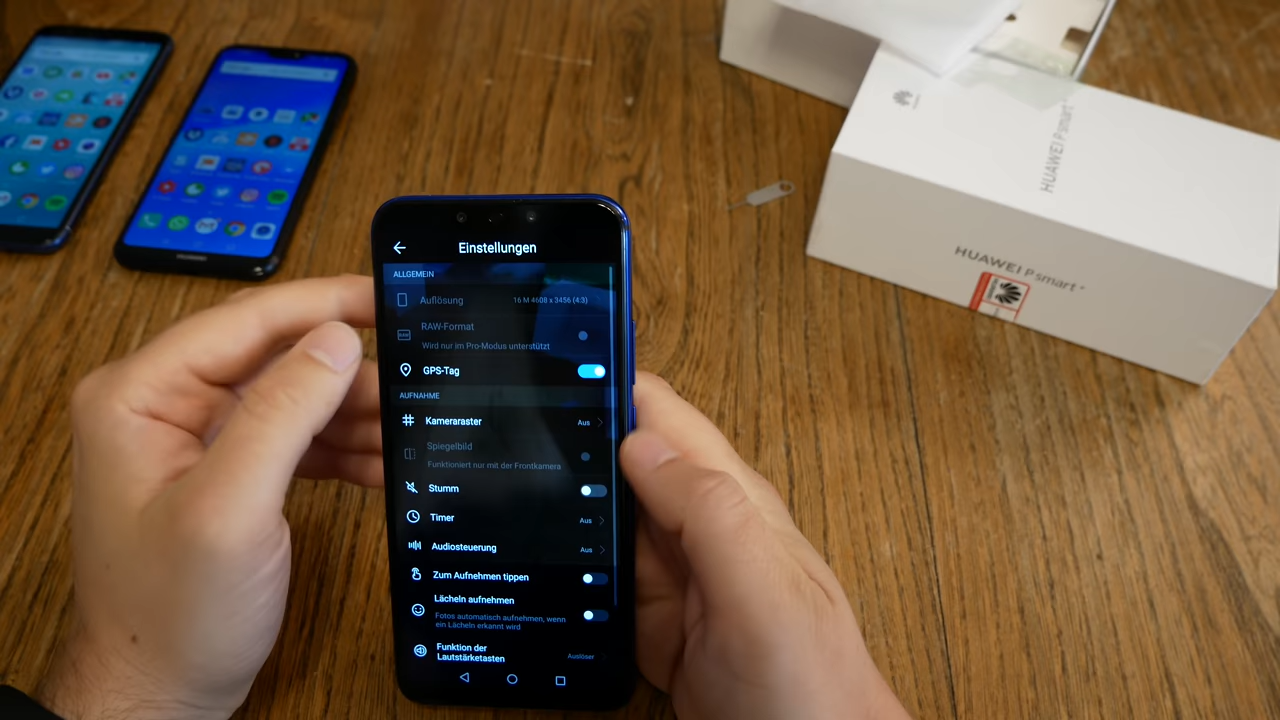 HUAWEI P smart+
HUAWEI P smart+
Einstellungen
ALLGEMEIN
Auflösung
16 M 4608 x 3456 (4:3)
RAW-Format
Wird nur im Pro-Modus unterstützt
GPS-Tag
AUFNAHME
Kameraraster
Aus
Spiegelbild
Funktioniert nur mit der Frontkamera
Stumm
Timer
Aus
Audiosteuerung
Aus
Zum Aufnehmen tippen
Lächeln aufnehmen
Fotos automatisch aufnehmen, wenn
ein Lächeln erkannt wird
Funktion der
Lautstärketasten
Auslöser
HUAWEI